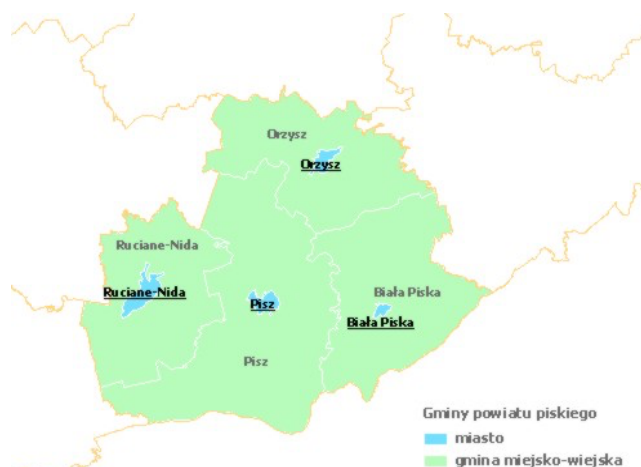 Orzysz
Orzysz
Ruciane-Nida
Ruciane-Nida
Pisz
Biała Piska
Biała Piska
Pisz
Gminy powiatu piskiego
miasto
gmina miejsko-wiejska